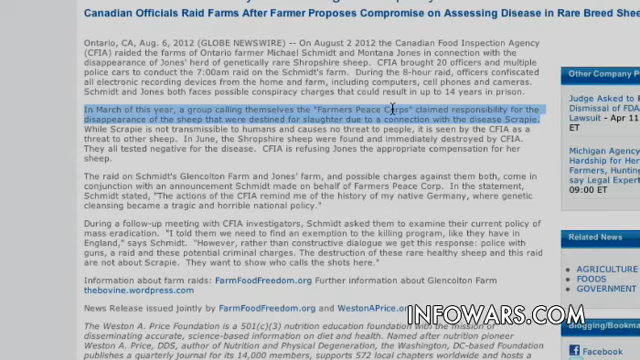 Canadian Officials Raid Farms After Farmer Proposes Compromise on Assessing Disease in Rare Breed Shee
Ontario, CA, Aug. 6, 2012 (GLOBE NEWSWIRE) -- On August 2 2012 the Canadian Food Inspection Agency
(CFIA) raided the farms of Ontario farmer Michael Schmidt and Montana Jones in connection with the
disappearance of Jones' herd of genetically rare Shropshire sheep.  CFIA brought 20 officers and multiple
police cars to conduct the 7:00am raid on the Schmidt's farm.  During the 8-hour raid, officers confiscated
all electronic recording devices from the home and farm, including computers, cell phones and cameras.
Schmidt and Jones both faces possible conspiracy charges that could result in up to 14 years in prison.
In March of this year, a group calling themselves the "Farmers Peace Corps" claimed responsibility for the
disappearance of the sheep that were destined for slaughter due to a connection with the disease Scrapie.
While Scrapie is not transmissible to humans and causes no threat to people, it is seen by the CFIA as a
threat to other sheep.  In June, the Shropshire sheep were found and immediately destroyed by CFIA.
They all tested negative for the disease.  CFIA is refusing Jones the appropriate compensation for her
sheep.
The raid on Schmidt's Glencolton Farm and Jones' farm, and possible charges against them both, come in
conjunction with an announcement Schmidt made on behalf of Farmers Peace Corp.  In the statement,
Schmidt stated, "The actions of the CFIA remind me of the history of my native Germany, where genetic
cleansing became a tragic and horrible national policy."
During a follow-up meeting with CFIA investigators, Schmidt asked them to examine their current policy of
mass eradication.  "I told them we need to find an exemption to the killing program, like they have in
England," says Schmidt.  "However, rather than constructive dialogue we get this response: police with
guns, a raid and these potential criminal charges.  The destruction of these rare healthy sheep and this raid
are not about Scrapie.  They want to show who calls the shots here."
Information about farm raids: FarmFoodFreedom.org Further information about Glencolton Farm
thebovine.wordpress.com
News Release issued jointly by FarmFoodFreedom.org and WestonAPrice.or
The Weston A. Price Foundation is a 501(c)(3) nutrition education foundation with the mission of
disseminating accurate, science-based information on diet and health. Named after nutrition pioneer
Weston A. Price, DDS, author of Nutrition and Physical Degeneration, the Washington, DC-based Foundation
publishes a quarterly journal for its 14,000 members, supports 572 local chapters worldwide and hosts a
Other Company Pre
Judge Asked to
Dismissal of FDA
Lawsuit - Apr 11
ET
Michigan Agency
Hardship for Her
Farmers, Huntin
say Legal Expert
09:00 ET
Related News
AGRICULTURE
FOODS
GOVERNMENT
Blogging/Bookmar
Facebook
INFOWARS.COM